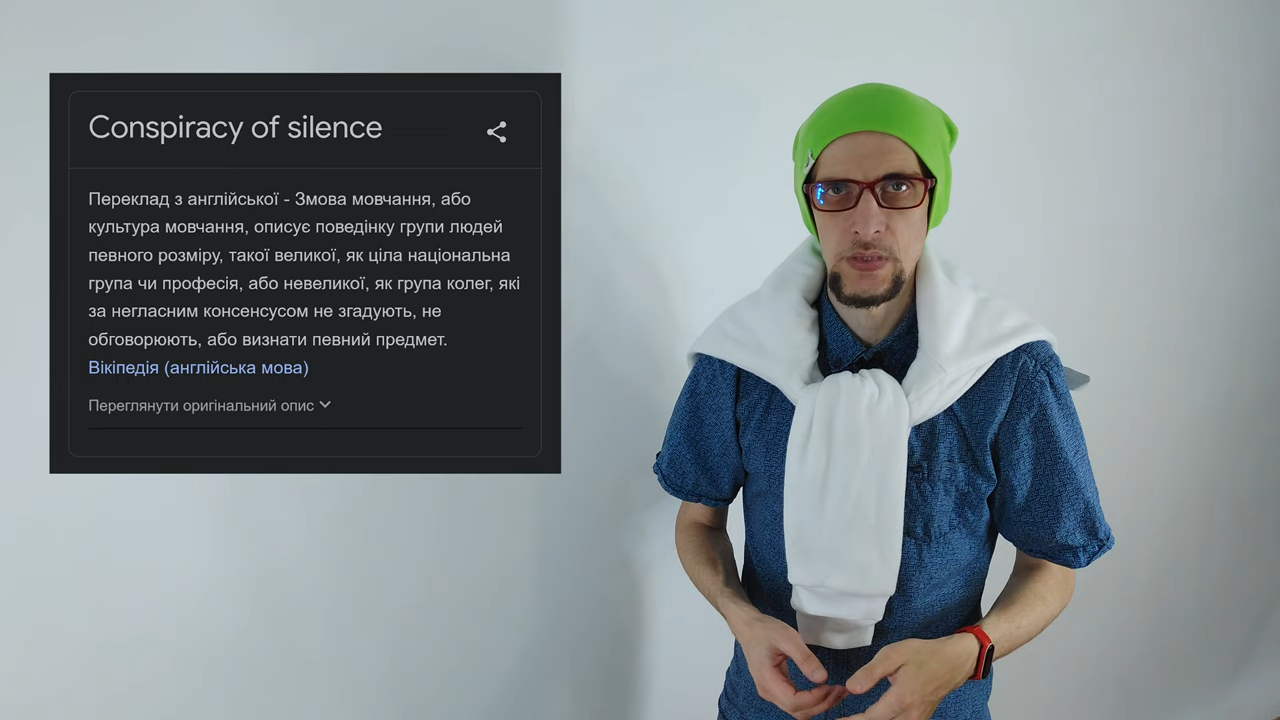 Conspiracy of silence
Переклад з англійської - Змова мовчання, або
культура мовчання, описує поведінку групи людей
певного розміру, такої великої, як ціла національна
група чи професія, або невеликої, як група колег, які
за негласним консенсусом не згадують, не
обговорюють, або визнати певний предмет.
Вікіпедія (англійська мова)
Переглянути оригінальний опис